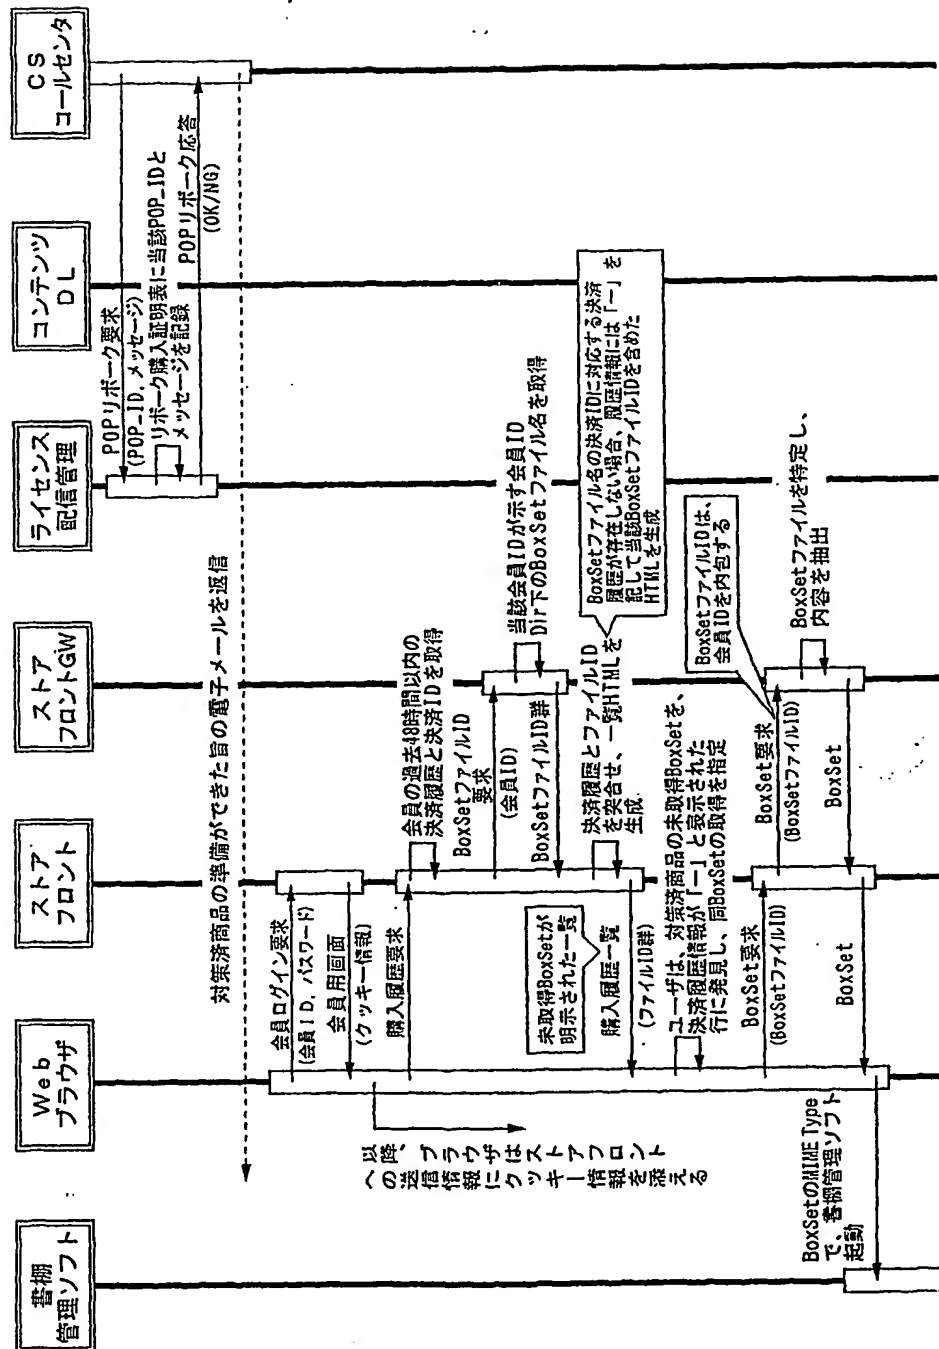 書棚
管理ソフト
Web
ブラウザ
ストア
フロント
ストア
フロントGW
ライセンス
配信管理
コンテンツ
DL
CS
コールセンタ
POPリボーク要求
(POP_ID, メッセージ)
リボーク購入証明表に当該POP_IDと
メッセージを記録
POPリボーク応答
(OK/NG)
対策済商品の準備ができた旨の電子メールを返信
会員ログイン要求
(会員ID, パスワード)
会員用画面
(クッキー情報)
以降、ブラウザはストアフロント
への送信情報にクッキー情報を添える
購入履歴要求
会員の過去48時間以内の
決済履歴と決済IDを取得
BoxSetファイルID
要求
(会員ID)
当該会員IDが示す会員ID
Dir下のBoxSetファイル名を取得
BoxSetファイルID群
決済履歴とファイルID
を突合せ、一覧HTMLを
生成
BoxSetファイル名の決済IDに対応する決済
履歴が存在しない場合、履歴情報には「ー」を
記して当該BoxSetファイルIDを含めた
HTMLを生成
未取得BoxSetが
明示された一覧
購入履歴一覧
(ファイルID群)
ユーザは、対策済商品の未取得BoxSetを、
決済履歴情報が「ー」と表示された
行に発見し、同BoxSetの取得を指定
BoxSet要求
(BoxSetファイルID)
BoxSet要求
(BoxSetファイルID)
BoxSetファイルIDは、
会員IDを内包する
BoxSetファイルを特定し、
内容を抽出
BoxSet
BoxSet
BoxSetのMIME Type
で、書棚管理ソフト
起動